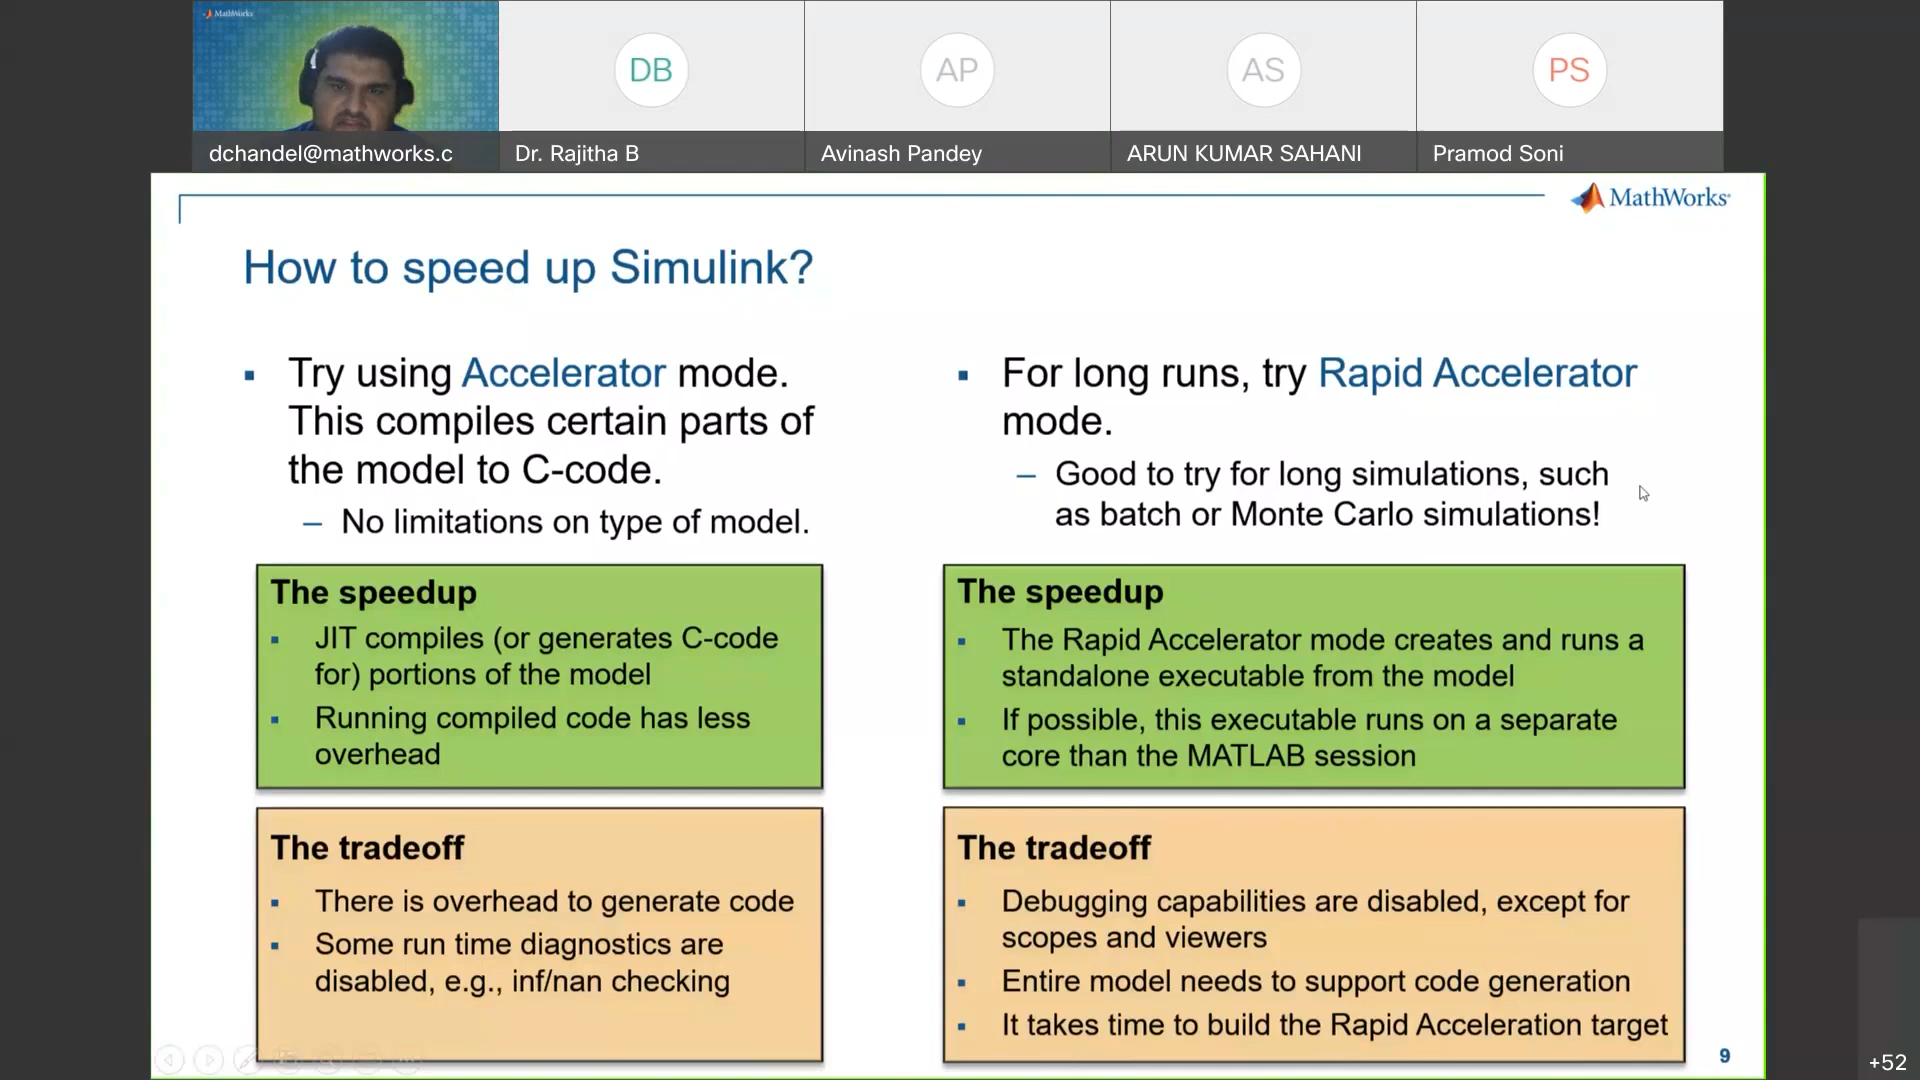 MathWorks
DB
AP
AS
PS
dchandel@mathworks.c
Dr. Rajitha B
Avinash Pandey
ARUN KUMAR SAHANI
Pramod Soni
MathWorks
How to speed up Simulink?
▪ Try using Accelerator mode.
This compiles certain parts of
the model to C-code.
– No limitations on type of model.
The speedup
▪ JIT compiles (or generates C-code
for) portions of the model
▪ Running compiled code has less
overhead
The tradeoff
▪ There is overhead to generate code
▪ Some run time diagnostics are
disabled, e.g., inf/nan checking
▪ For long runs, try Rapid Accelerator
mode.
– Good to try for long simulations, such
as batch or Monte Carlo simulations!
The speedup
▪ The Rapid Accelerator mode creates and runs a
standalone executable from the model
▪ If possible, this executable runs on a separate
core than the MATLAB session
The tradeoff
▪ Debugging capabilities are disabled, except for
scopes and viewers
▪ Entire model needs to support code generation
▪ It takes time to build the Rapid Acceleration target
9
+52